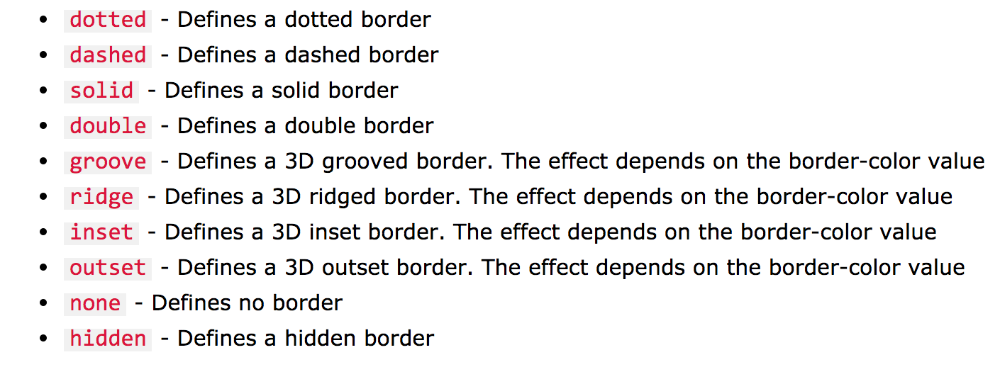 • dotted - Defines a dotted border
• dashed - Defines a dashed border
• solid - Defines a solid border
• double - Defines a double border
• groove - Defines a 3D grooved border. The effect depends on the border-color value
• ridge - Defines a 3D ridged border. The effect depends on the border-color value
• inset - Defines a 3D inset border. The effect depends on the border-color value
• outset - Defines a 3D outset border. The effect depends on the border-color value
• none - Defines no border
• hidden - Defines a hidden border